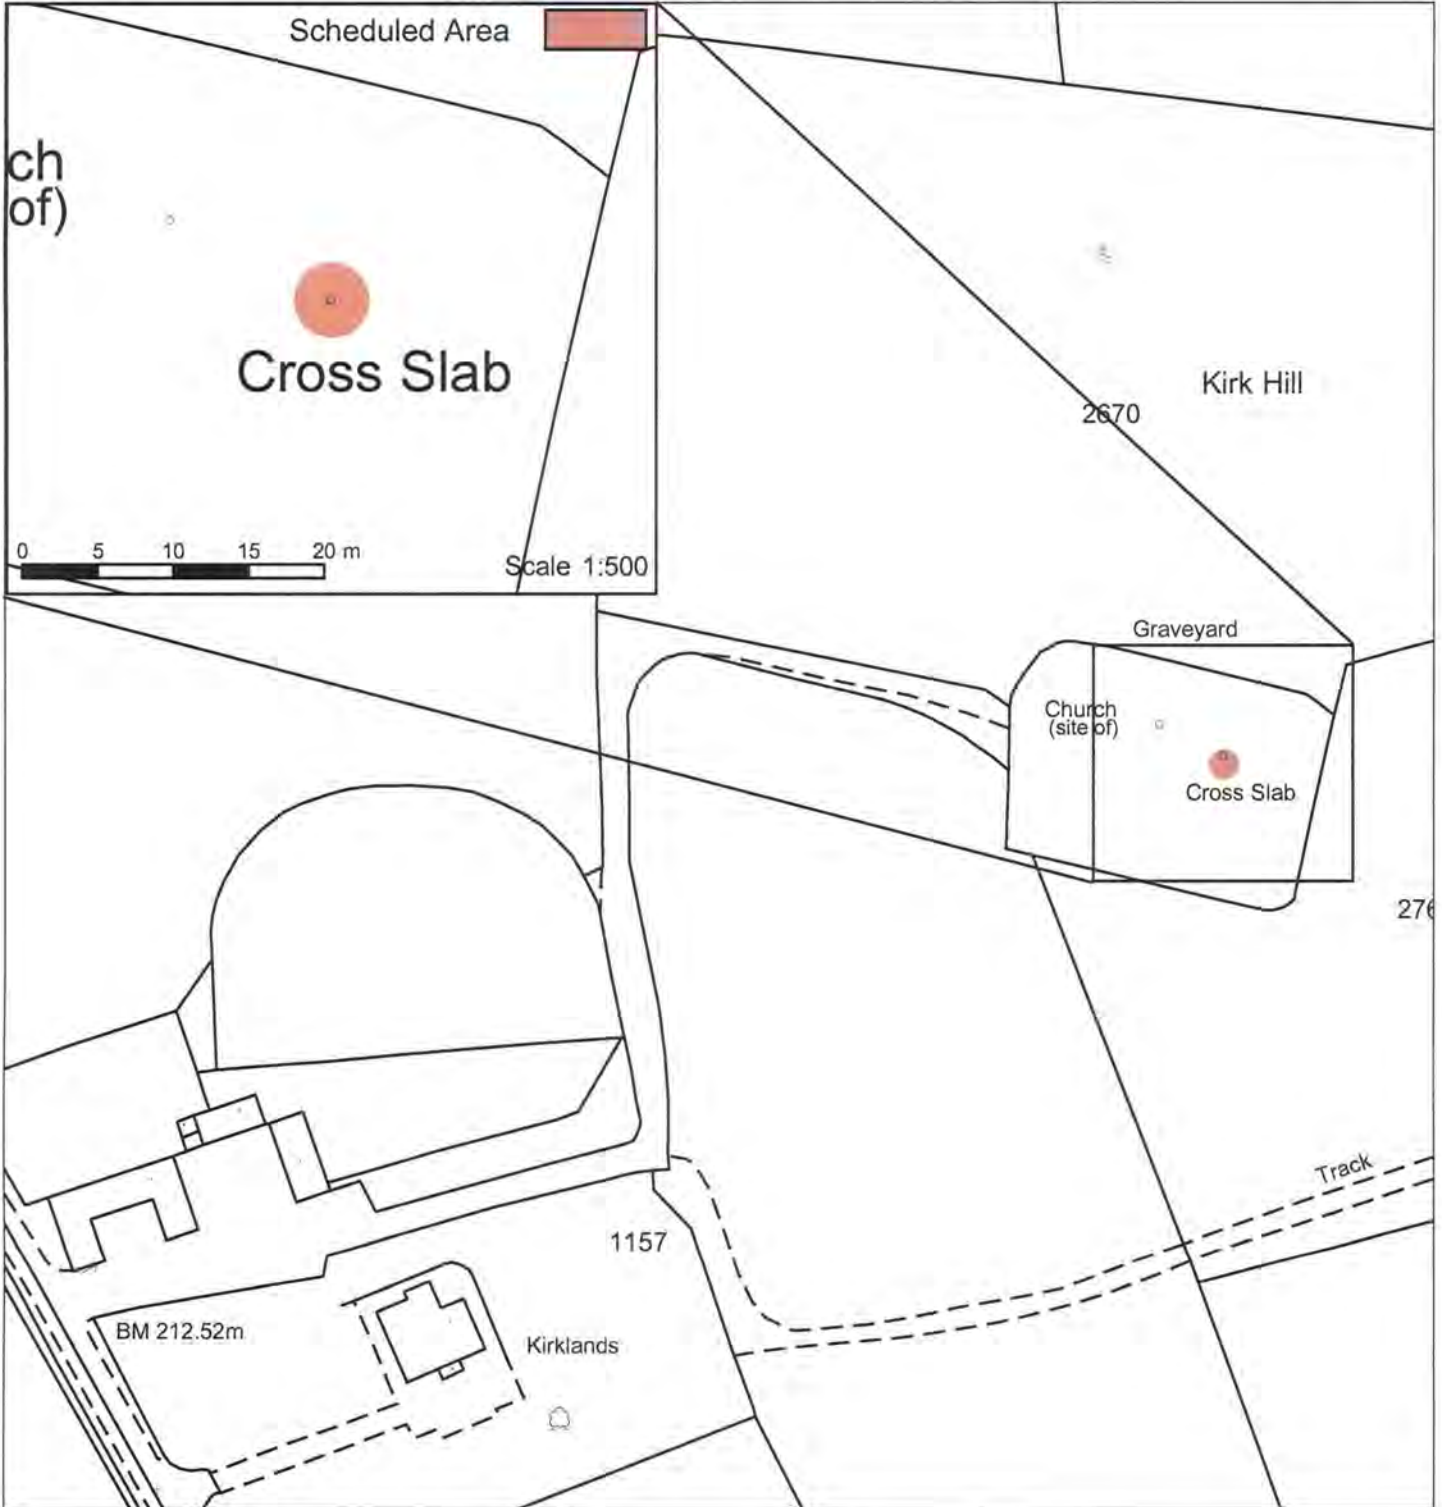 Scheduled Area
ch
of)
Cross Slab
0 5 10 15 20 m
Scale 1:500
Kirk Hill
2670
Graveyard
Church
(site of)
Cross Slab
276
Track
1157
BM 212.52m
Kirklands